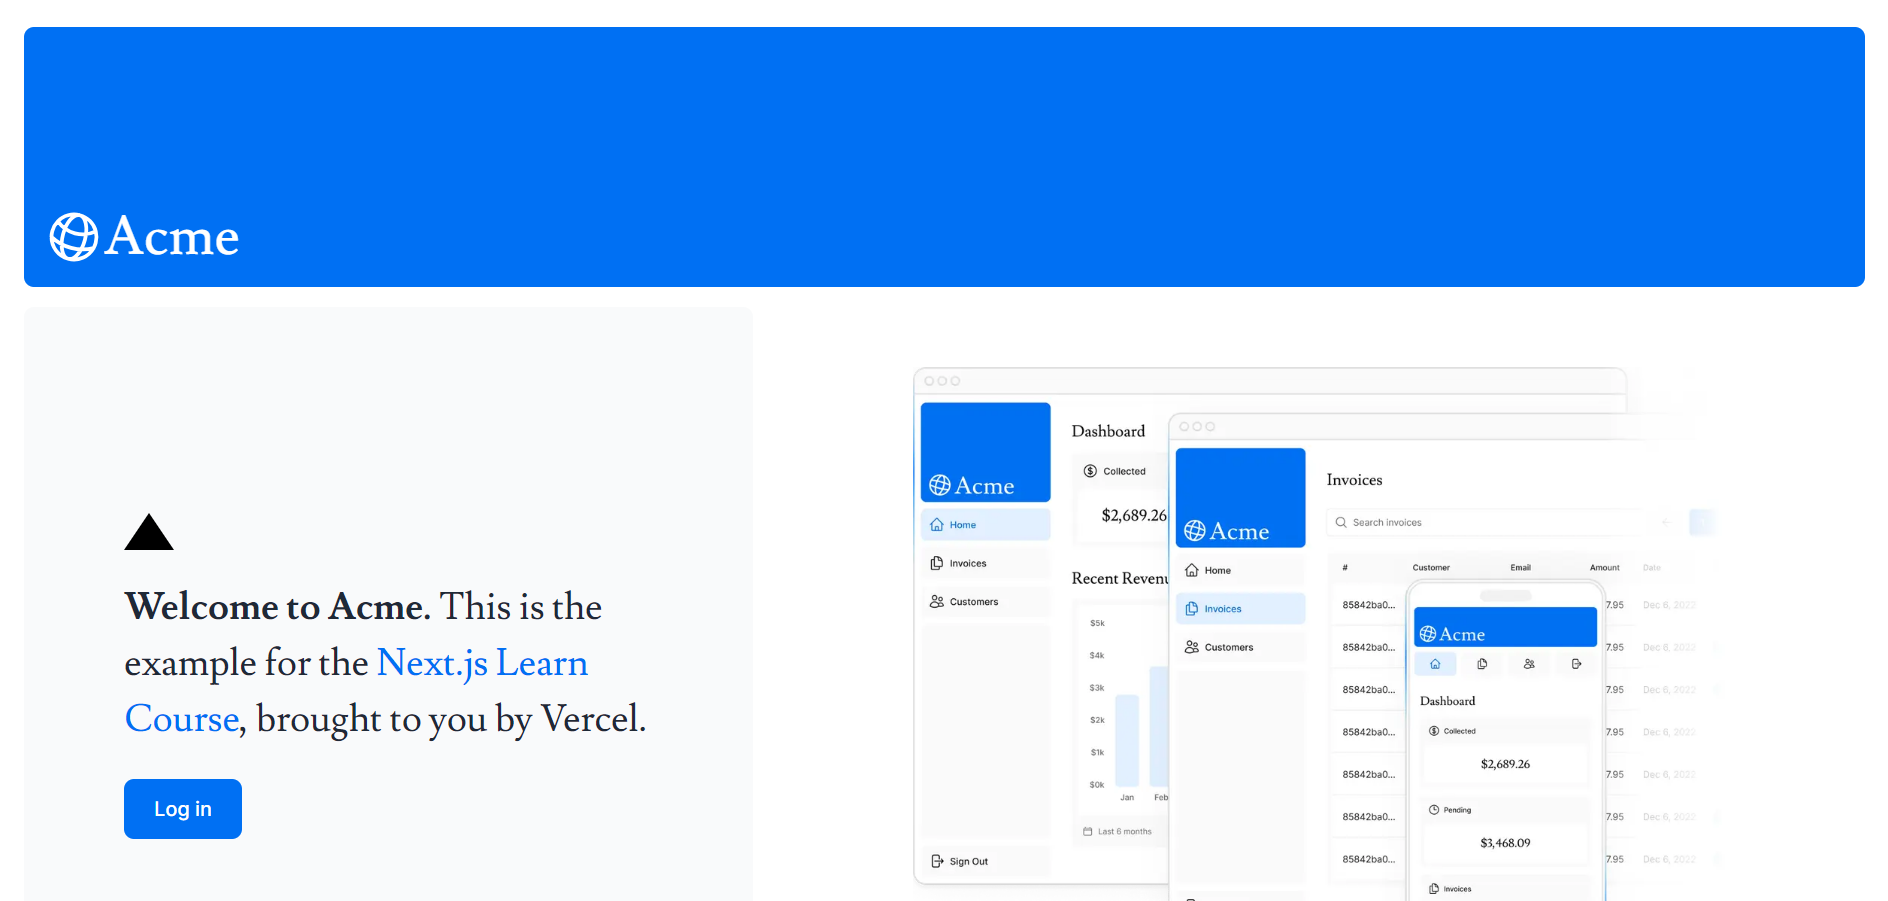 Acme
Welcome to Acme. This is the
example for the Next.js Learn
Course, brought to you by Vercel.
Log in
Acme
Home
Invoices
Customers
Sign Out
Dashboard
Collected
$2,689.26
Recent Revenu
$5k
$4k
$3k
$2k
$1k
$0k
Jan Feb
Last 6 months
Acme
Home
Invoices
Customers
Invoices
Search invoices
# Customer Email Amount Date
85842ba0... 7.95 Dec 6, 2022
85842ba0... 7.95 Dec 6, 2022
85842ba0... 7.95 Dec 6, 2022
85842ba0... 7.95 Dec 6, 2022
85842ba0... 7.95 Dec 6, 2022
85842ba0... 7.95 Dec 6, 2022
85842ba0... 7.95 Dec 6, 2022
Acme
Dashboard
Collected
$2,689.26
Pending
$3,468.09
Invoices